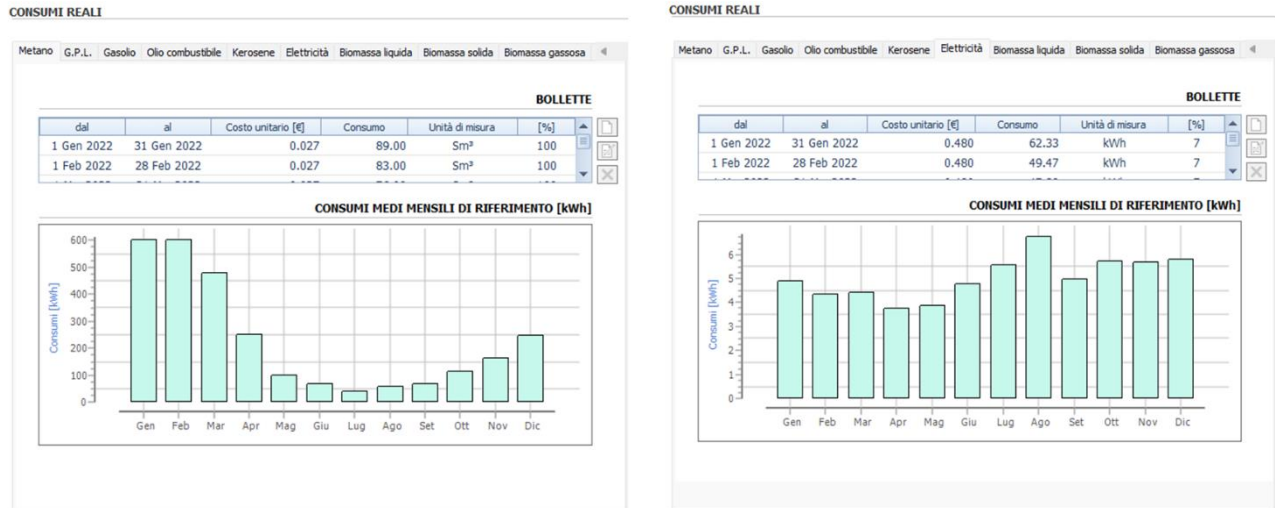 CONSUMI REALI
Metano G.P.L. Gasolio Olio combustibile Kerosene Elettricità Biomassa liquida Biomassa solida Biomassa gassosa
BOLLETTE
dal al Costo unitario [€] Consumo Unità di misura [%]
1 Gen 2022 31 Gen 2022 0.027 89.00 Sm³ 100
1 Feb 2022 28 Feb 2022 0.027 83.00 Sm³ 100
CONSUMI MEDI MENSILI DI RIFERIMENTO [kWh]
Consumi [kWh]
600
500
400
300
200
100
0
Gen Feb Mar Apr Mag Giu Lug Ago Set Ott Nov Dic
CONSUMI REALI
Metano G.P.L. Gasolio Olio combustibile Kerosene Elettricità Biomassa liquida Biomassa solida Biomassa gassosa
BOLLETTE
dal al Costo unitario [€] Consumo Unità di misura [%]
1 Gen 2022 31 Gen 2022 0.480 62.33 kWh 7
1 Feb 2022 28 Feb 2022 0.480 49.47 kWh 7
CONSUMI MEDI MENSILI DI RIFERIMENTO [kWh]
Consumi [kWh]
6
5
4
3
2
1
0
Gen Feb Mar Apr Mag Giu Lug Ago Set Ott Nov Dic